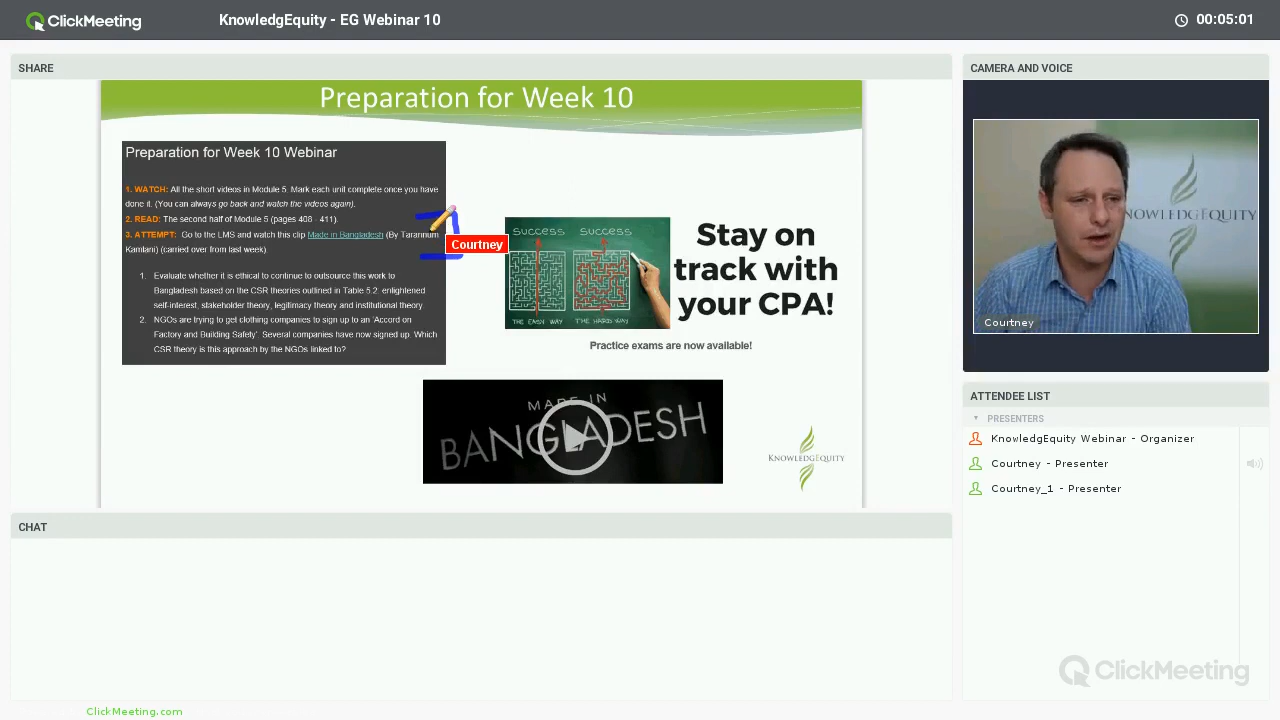 ClickMeeting
KnowledgEquity - EG Webinar 10
00:05:01
SHARE
Preparation for Week 10
Preparation for Week 10 Webinar
1. WATCH: All the short videos in Module 5. Mark each unit complete once you have
done it. (You can always go back and watch the videos again).
2. READ: The second half of Module 5 (pages 408 - 411).
3. ATTEMPT: Go to the LMS and watch this clip Made in Bangladesh (By Tarannum
Kamlani) (carried over from last week).
1. Evaluate whether it is ethical to continue to outsource this work to
Bangladesh based on the CSR theories outlined in Table 5.2: enlightened
self-interest, stakeholder theory, legitimacy theory and institutional theory.
2. NGOs are trying to get clothing companies to sign up to an 'Accord on
Factory and Building Safety'. Several companies have now signed up. Which
CSR theory is this approach by the NGOs linked to?
Courtney
SUCCESS SUCCESS
THE EASY WAY THE HARD WAY
Stay on
track with
your CPA!
Practice exams are now available!
MADE IN
BANGLADESH
KNOWLEDGEQUITY
CAMERA AND VOICE
KNOWLEDGEQUITY
Courtney
ATTENDEE LIST
PRESENTERS
KnowledgEquity Webinar - Organizer
Courtney - Presenter
Courtney_1 - Presenter
CHAT
ClickMeeting
ClickMeeting.com